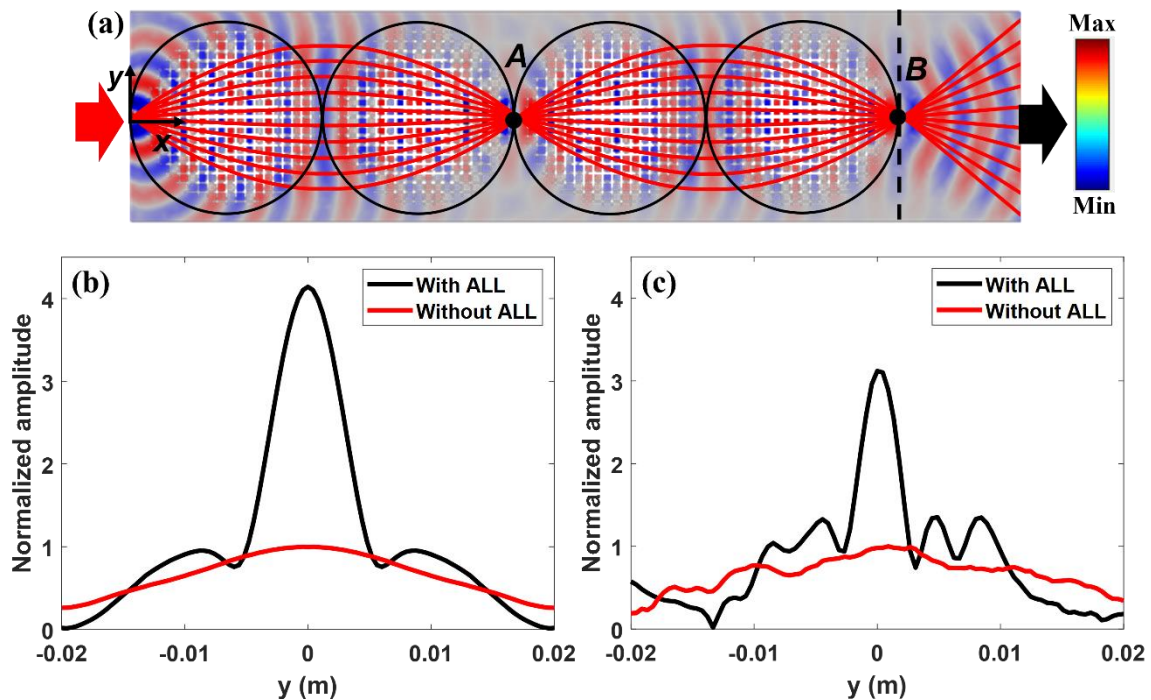 (a)
y
x
A
B
Max
Min
(b)
With ALL
Without ALL
Normalized amplitude
4
3
2
1
0
-0.02
-0.01
0
0.01
0.02
y (m)
(c)
With ALL
Without ALL
Normalized amplitude
4
3
2
1
0
-0.02
-0.01
0
0.01
0.02
y (m)